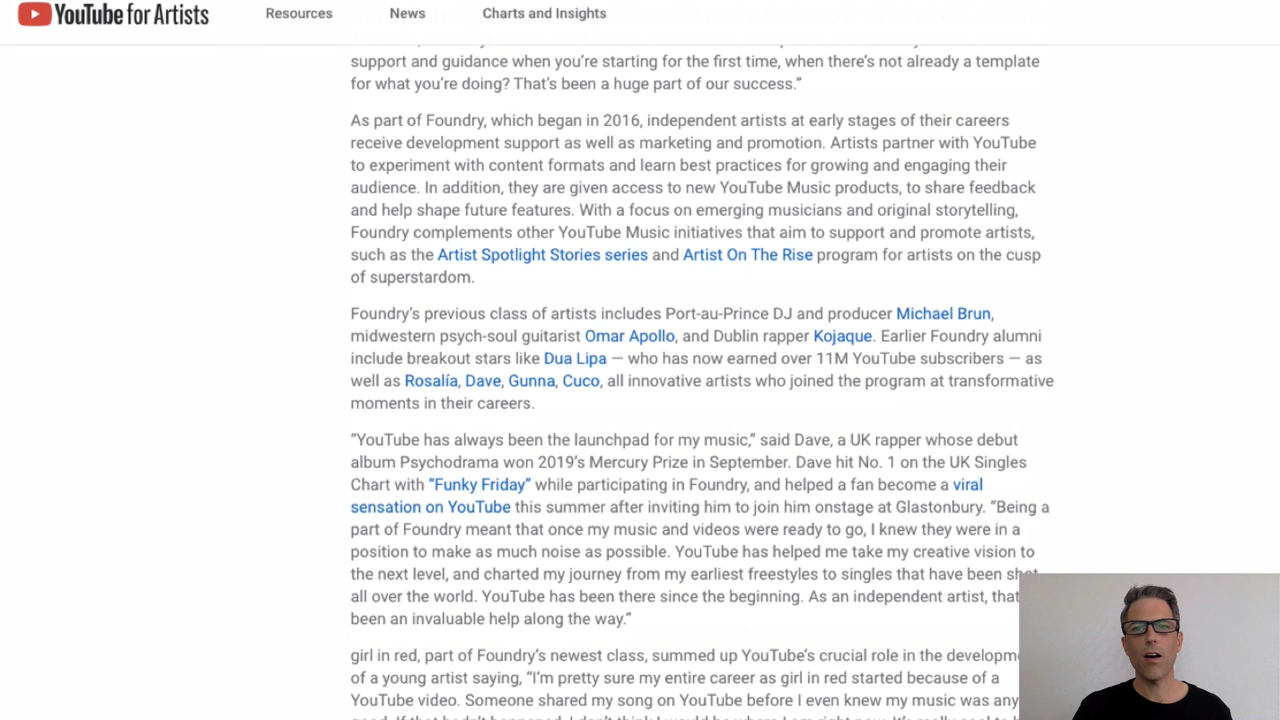 YouTube for Artists Resources News Charts and Insights
support and guidance when you’re starting for the first time, when there’s not already a template
for what you’re doing? That’s been a huge part of our success.”
As part of Foundry, which began in 2016, independent artists at early stages of their careers
receive development support as well as marketing and promotion. Artists partner with YouTube
to experiment with content formats and learn best practices for growing and engaging their
audience. In addition, they are given access to new YouTube Music products, to share feedback
and help shape future features. With a focus on emerging musicians and original storytelling,
Foundry complements other YouTube Music initiatives that aim to support and promote artists,
such as the Artist Spotlight Stories series and Artist On The Rise program for artists on the cusp
of superstardom.
Foundry’s previous class of artists includes Port-au-Prince DJ and producer Michael Brun,
midwestern psych-soul guitarist Omar Apollo, and Dublin rapper Kojaque. Earlier Foundry alumni
include breakout stars like Dua Lipa — who has now earned over 11M YouTube subscribers — as
well as Rosalía, Dave, Gunna, Cuco, all innovative artists who joined the program at transformative
moments in their careers.
“YouTube has always been the launchpad for my music,” said Dave, a UK rapper whose debut
album Psychodrama won 2019’s Mercury Prize in September. Dave hit No. 1 on the UK Singles
Chart with “Funky Friday” while participating in Foundry, and helped a fan become a viral
sensation on YouTube this summer after inviting him to join him onstage at Glastonbury. “Being a
part of Foundry meant that once my music and videos were ready to go, I knew they were in a
position to make as much noise as possible. YouTube has helped me take my creative vision to
the next level, and charted my journey from my earliest freestyles to singles that have been
all over the world. YouTube has been there since the beginning. As an independent artist,
been an invaluable help along the way.”
girl in red, part of Foundry’s newest class, summed up YouTube’s crucial role in the
of a young artist saying, “I’m pretty sure my entire career as girl in red started because of a
YouTube video. Someone shared my song on YouTube before I even knew my music was any